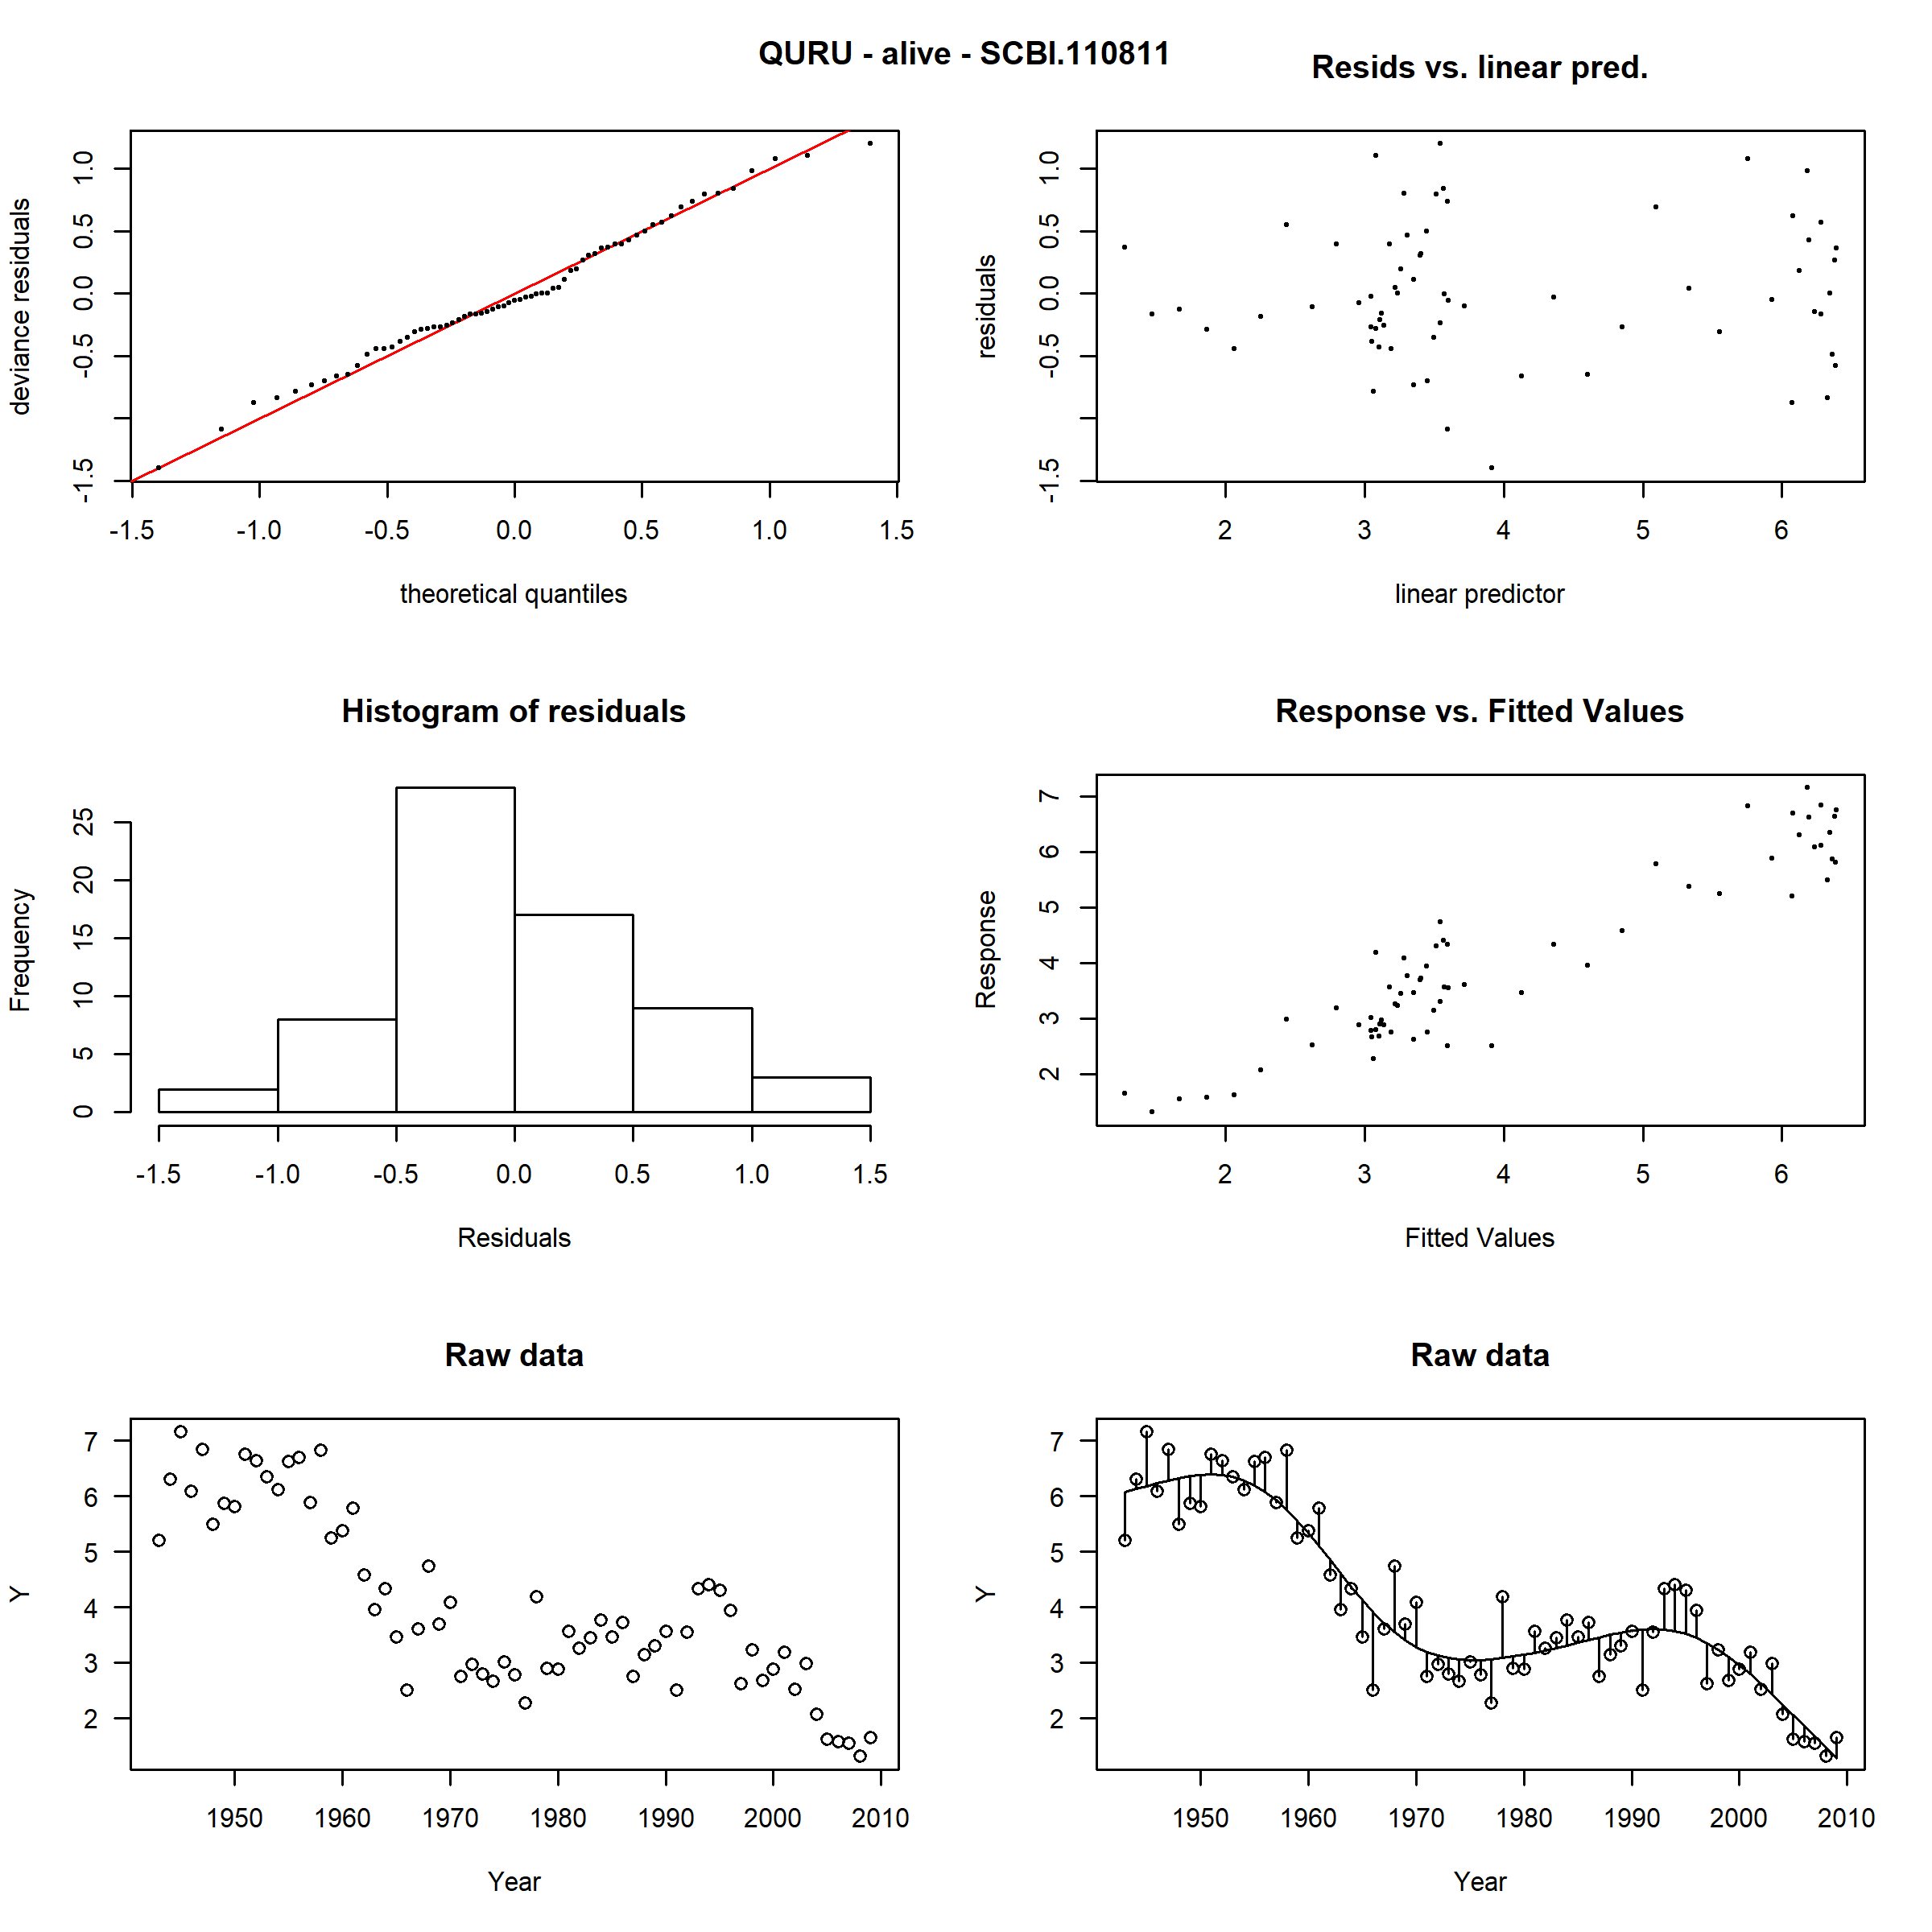 QURU - alive - SCBI.110811
Resids vs. linear pred.
deviance residuals
-1.5 -0.5 0.0 0.5 1.0
-1.5 -1.0 -0.5 0.0 0.5 1.0 1.5
theoretical quantiles
residuals
-1.5 -0.5 0.0 0.5 1.0
2 3 4 5 6
linear predictor
Histogram of residuals
Frequency
0 5 10 15 20 25
-1.5 -1.0 -0.5 0.0 0.5 1.0 1.5
Residuals
Response vs. Fitted Values
Response
2 3 4 5 6 7
2 3 4 5 6
Fitted Values
Raw data
Y
2 3 4 5 6 7
1950 1960 1970 1980 1990 2000 2010
Year
Raw data
Y
2 3 4 5 6 7
1950 1960 1970 1980 1990 2000 2010
Year